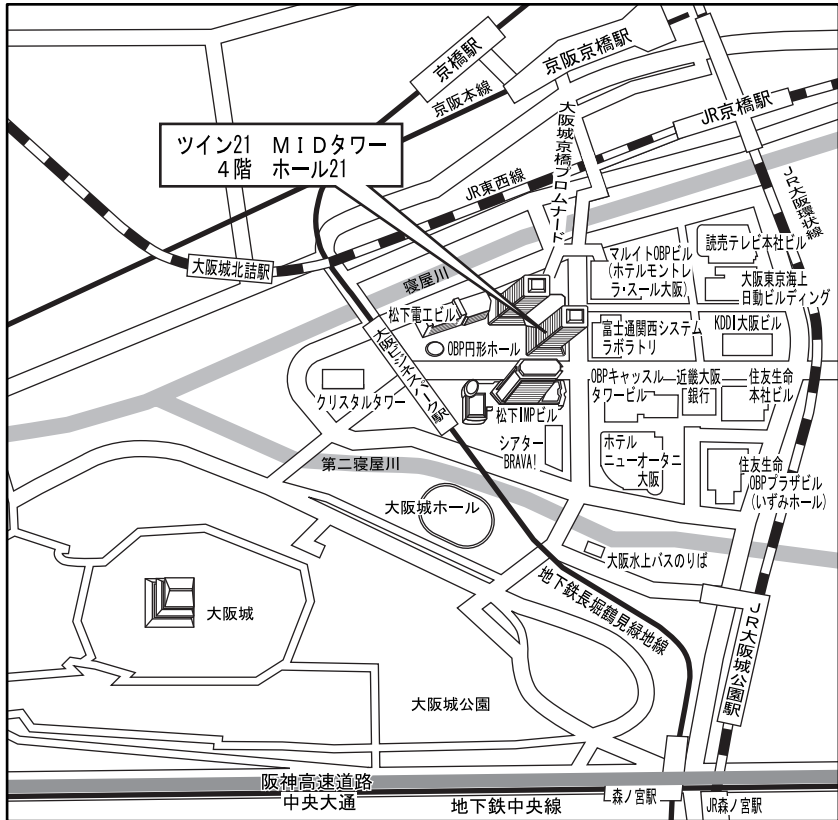 京橋駅
京阪京橋駅
京阪本線
大阪城京橋プロムナード
JR京橋駅
ツイン21 MIDタワー
4階 ホール21
JR東西線
JR大阪環状線
大阪城北詰駅
寝屋川
マルイトOBPビル
(ホテルモントレ
ラ・スール大阪)
読売テレビ本社ビル
大阪東京海上
日動ビルディング
松下電工ビル
大阪ビジネスパーク駅
OBP円形ホール
富士通関西システム
ラボラトリ
KDDI大阪ビル
クリスタルタワー
OBPキャッスル
タワービル
近畿大阪
銀行
住友生命
本社ビル
松下IMPビル
シアター
BRAVA!
ホテル
ニューオータニ
大阪
住友生命
OBPプラザビル
(いずみホール)
第二寝屋川
大阪城ホール
大阪水上バスのりば
大阪城
地下鉄長堀鶴見緑地線
JR大阪城公園駅
大阪城公園
阪神高速道路
中央大通
地下鉄中央線
森ノ宮駅
JR森ノ宮駅